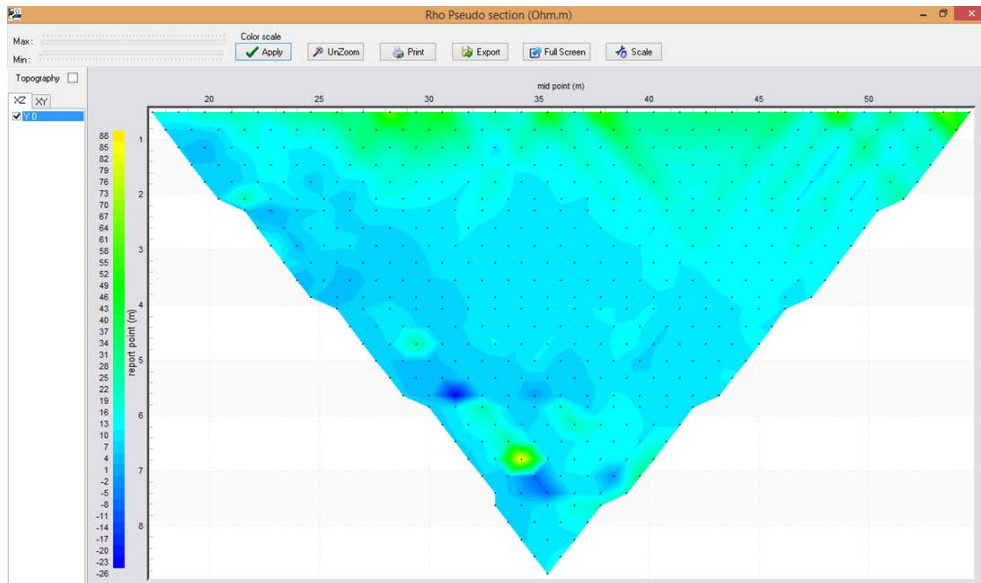 Rho Pseudo section (Ohm.m)
Max :
Min :
Color scale
Apply
UnZoom
Print
Export
Full Screen
Scale
Topography
XZ XY
Y 0
mid point (m)
20 25 30 35 40 45 50
report point (m)
1
2
3
4
5
6
7
8
88
85
82
79
76
73
70
67
64
61
58
55
52
49
46
43
40
37
34
31
28
25
22
19
16
13
10
7
4
1
-2
-5
-8
-11
-14
-17
-20
-23
-26